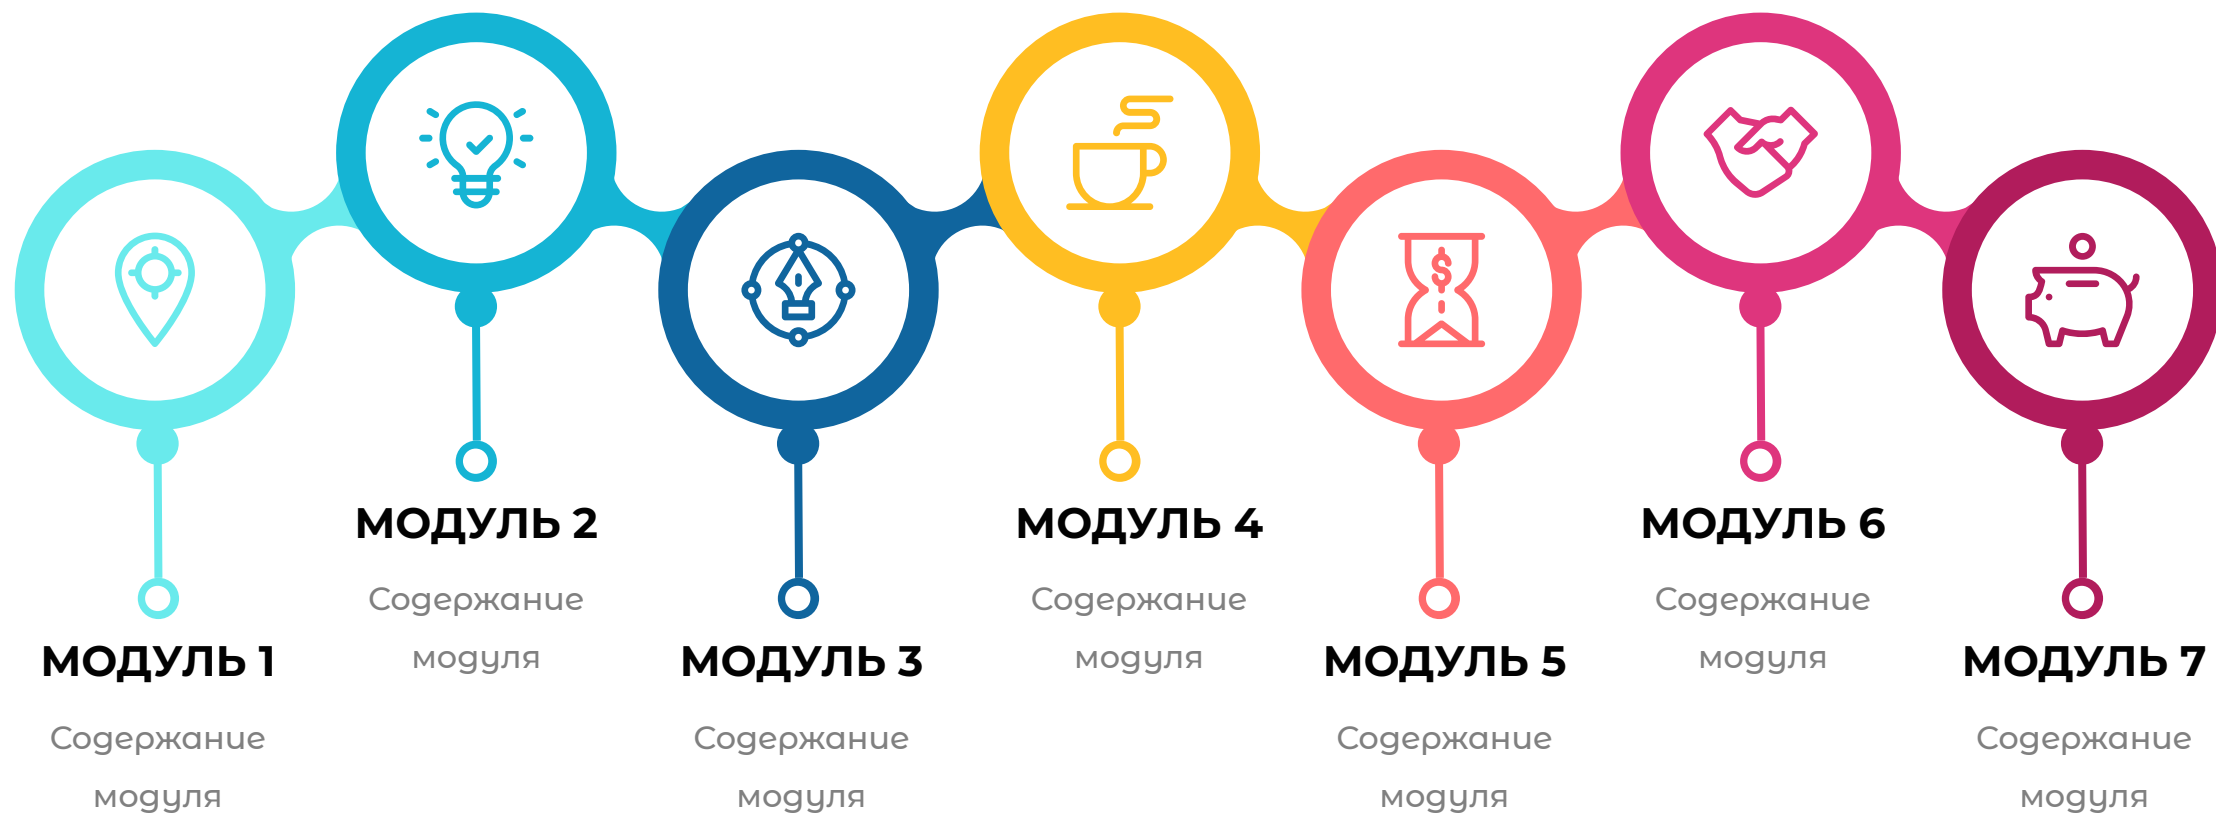 МОДУЛЬ 1
Содержание
модуля
МОДУЛЬ 2
Содержание
модуля
МОДУЛЬ 3
Содержание
модуля
МОДУЛЬ 4
Содержание
модуля
МОДУЛЬ 5
Содержание
модуля
МОДУЛЬ 6
Содержание
модуля
МОДУЛЬ 7
Содержание
модуля